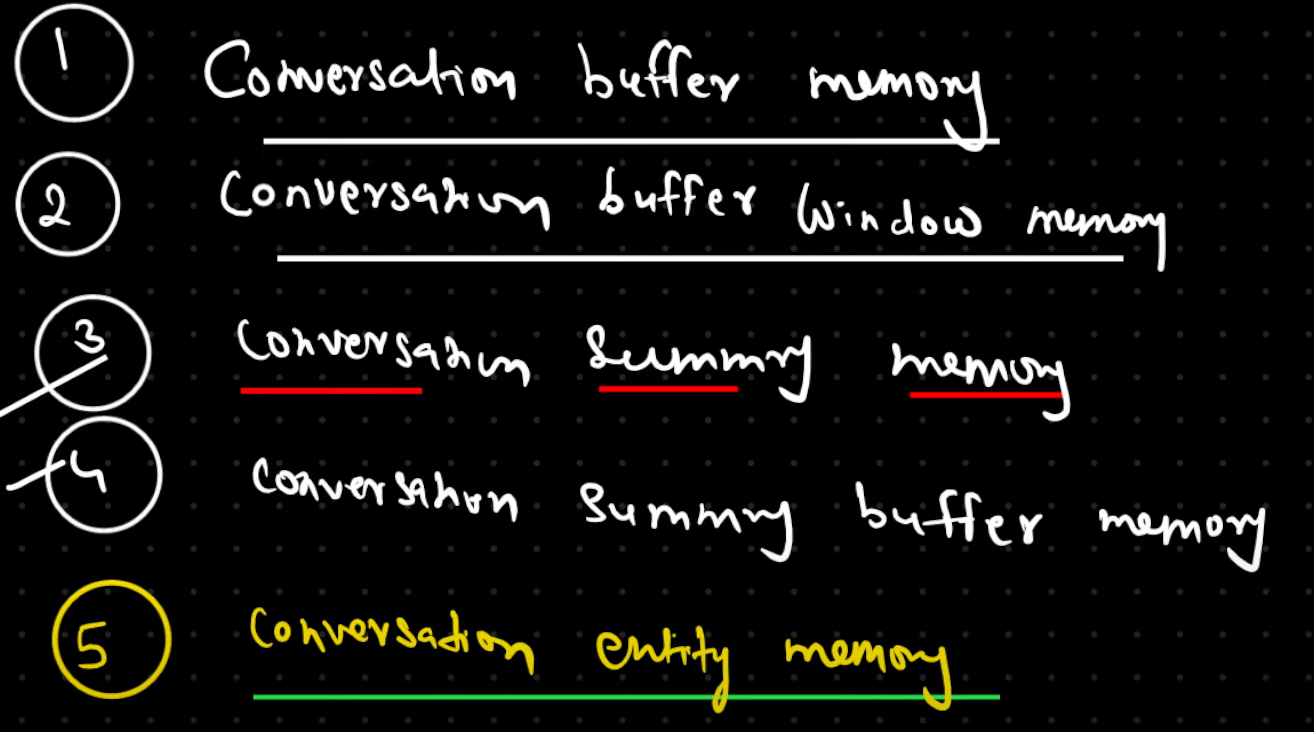 1 Conversation buffer memory
2 Conversation buffer Window memory
3 Conversation Summry memory
4 Conversation Summry buffer memory
5 Conversation entity memory